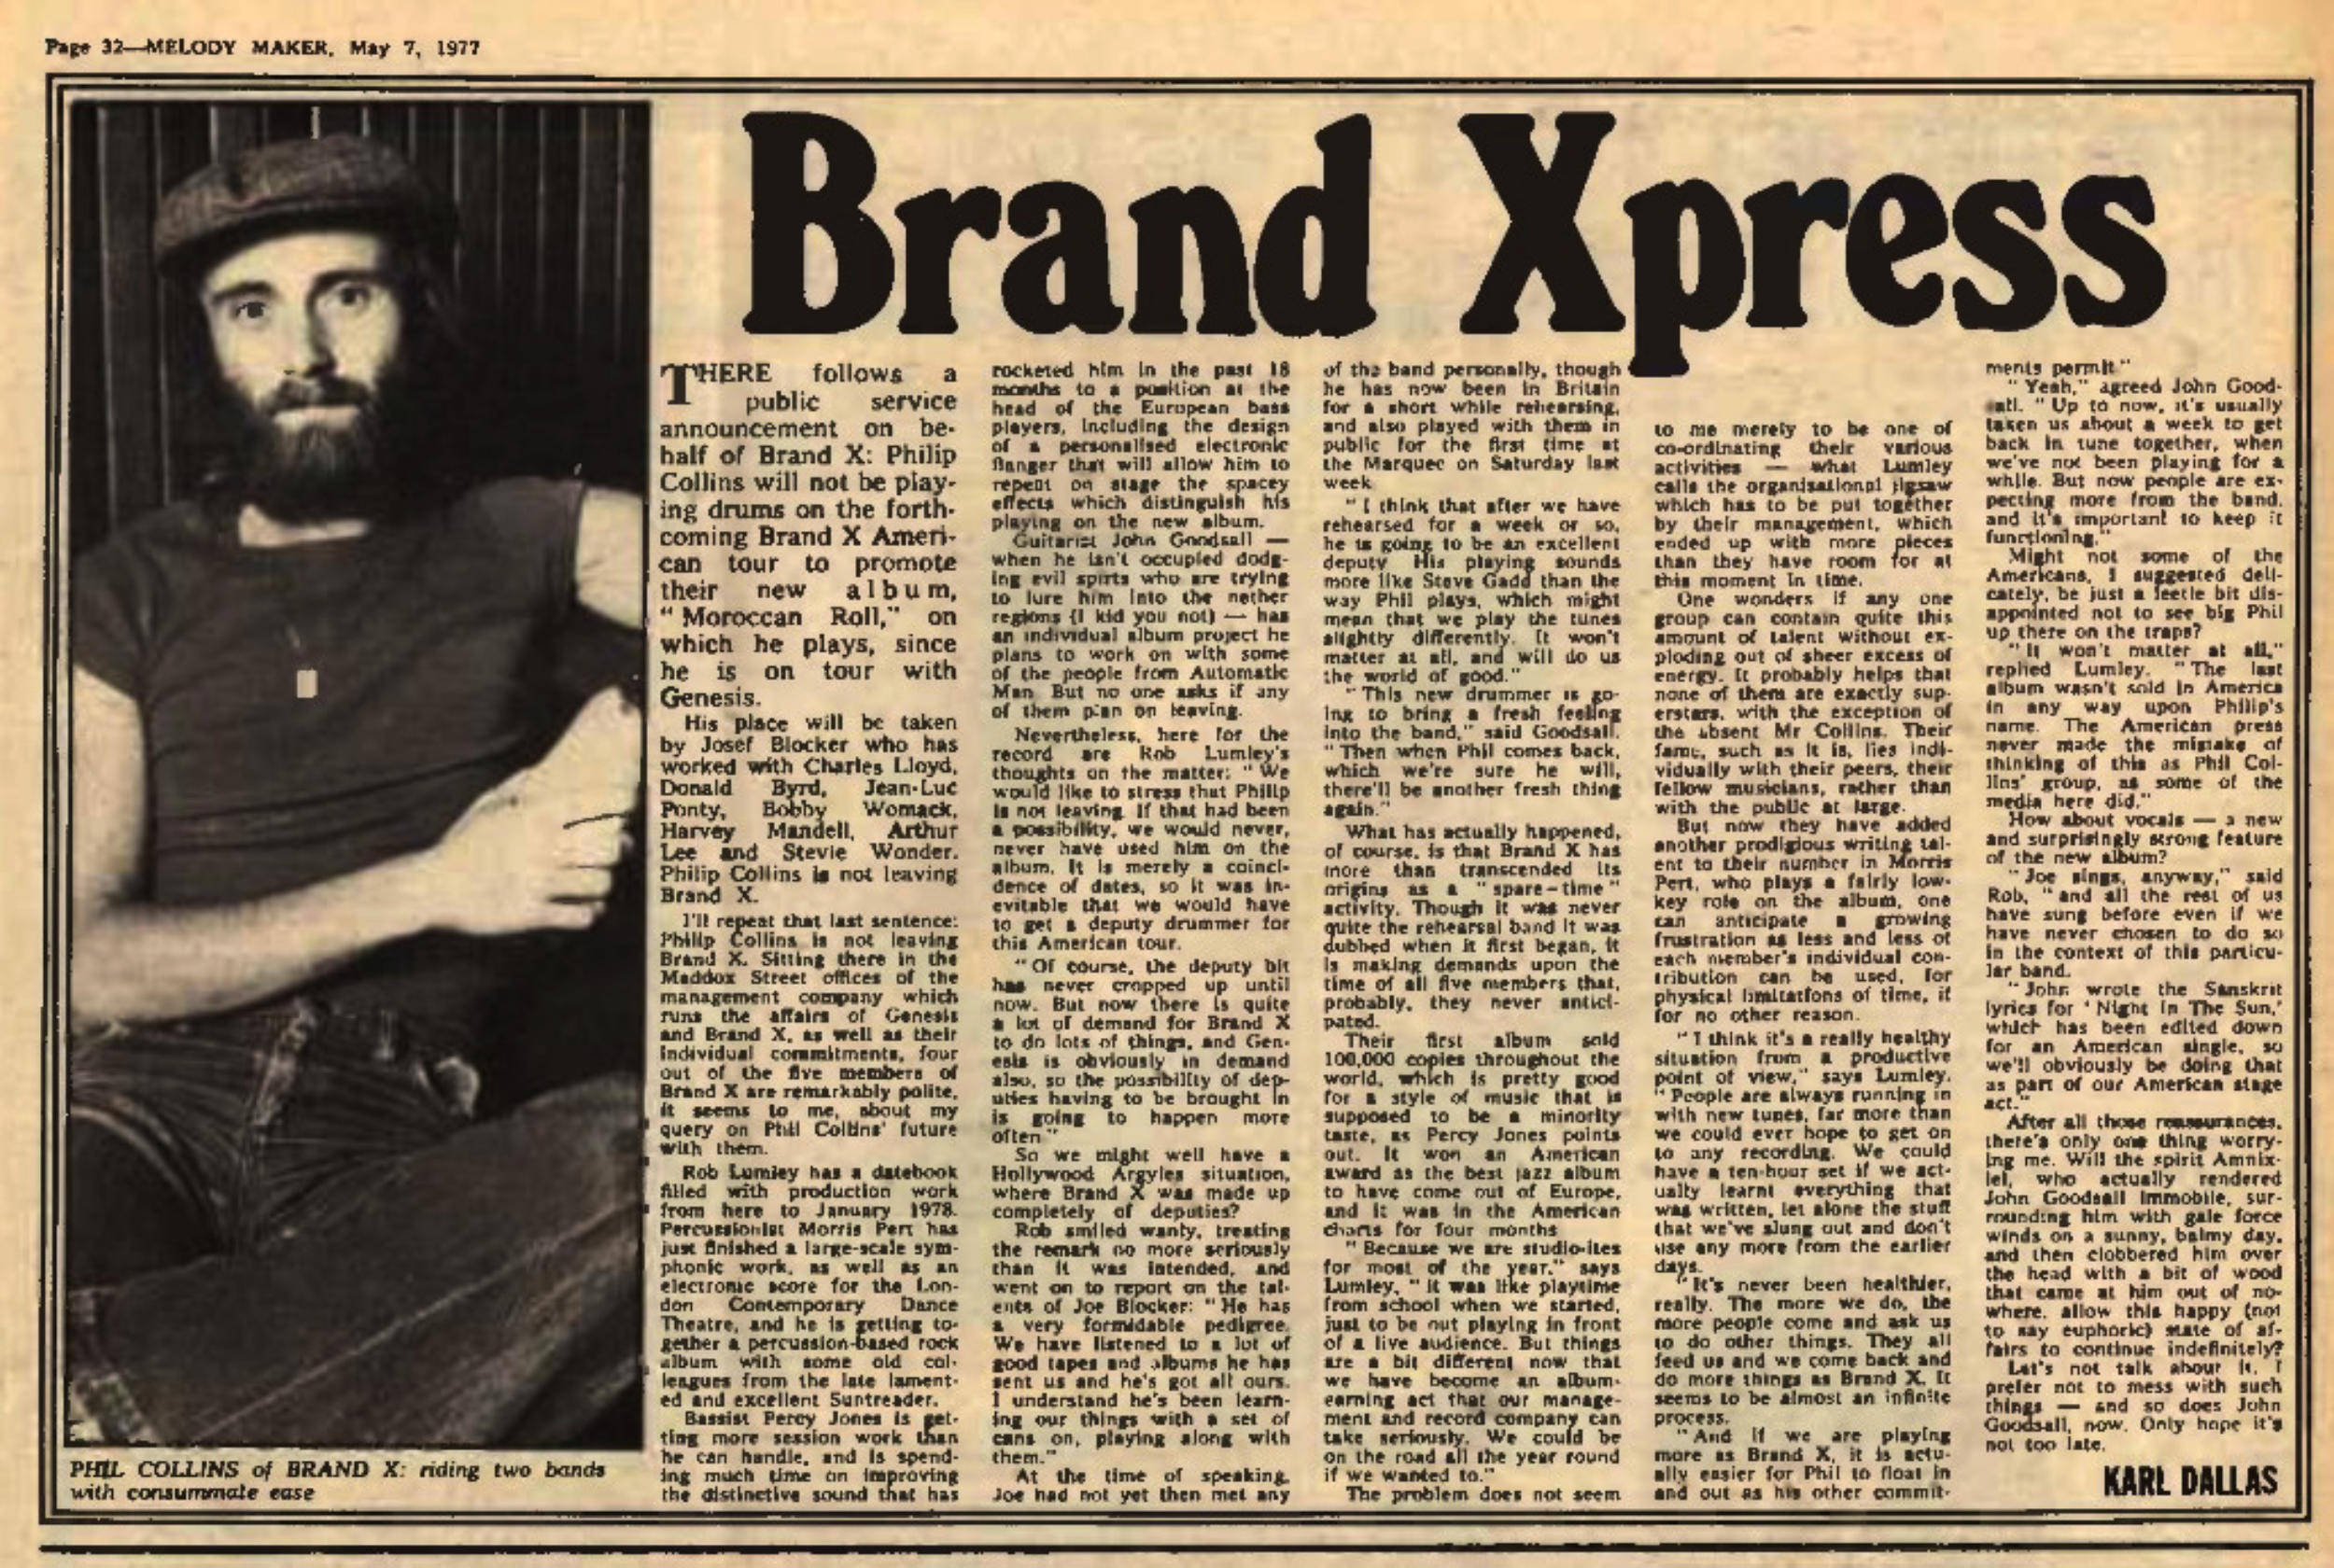 Page 32—MELODY MAKER, May 7, 1977
Brand Xpress
THERE follows a
public service
announcement on be-
half of Brand X: Philip
Collins will not be play-
ing drums on the forth-
coming Brand X Ameri-
can tour to promote
their new album,
"Moroccan Roll," on
which he plays, since
he is on tour with
Genesis.
His place will be taken
by Josef Blocker who has
worked with Charles Lloyd,
Donald Byrd, Jean-Luc
Ponty, Bobby Womack,
Harvey Mandell, Arthur
Lee and Stevie Wonder.
Philip Collins is not leaving
Brand X.
I'll repeat that last sentence:
Philip Collins is not leaving
Brand X. Sitting there in the
Maddox Street offices of the
management company which
runs the affairs of Genesis
and Brand X, as well as their
individual commitments, four
out of the five members of
Brand X are remarkably polite,
it seems to me, about my
query on Phil Collins' future
with them.
Rob Lumley has a datebook
filled with production work
from here to January 1978.
Percussionist Morris Pert has
just finished a large-scale sym-
phonic work, as well as an
electronic score for the Lon-
don Contemporary Dance
Theatre, and he is getting to-
gether a percussion-based rock
album with some old col-
leagues from the late lament-
ed and excellent Suntreader.
Bassist Percy Jones is get-
ting more session work than
he can handle, and is spend-
ing much time on improving
the distinctive sound that has
rocketed him in the past 18
months to a position at the
head of the European bass
players, including the design
of a personalised electronic
flanger that will allow him to
repeat on stage the spacey
effects which distinguish his
playing on the new album.
Guitarist John Goodsall —
when he isn't occupied dodg-
ing evil spirts who are trying
to lure him into the nether
regions (I kid you not) — has
an individual album project he
plans to work on with some
of the people from Automatic
Man But no one asks if any
of them plan on leaving.
Nevertheless, here for the
record are Rob Lumley's
thoughts on the matter: "We
would like to stress that Philip
is not leaving. If that had been
a possibility, we would never,
never have used him on the
album. It is merely a coinci-
dence of dates, so it was in-
evitable that we would have
to get a deputy drummer for
this American tour.
"Of course, the deputy bit
has never cropped up until
now. But now there is quite
a lot of demand for Brand X
to do lots of things, and Gen-
esis is obviously in demand
also, so the possibility of dep-
uties having to be brought in
is going to happen more
often"
So we might well have a
Hollywood Argyles situation,
where Brand X was made up
completely of deputies?
Rob smiled wanly, treating
the remark no more seriously
than it was intended, and
went on to report on the tal-
ents of Joe Blocker: "He has
a very formidable pedigree.
We have listened to a lot of
good tapes and albums he has
sent us and he's got all ours.
I understand he's been learn-
ing our things with a set of
cans on, playing along with
them."
At the time of speaking,
Joe had not yet then met any
of the band personally, though
he has now been in Britain
for a short while rehearsing,
and also played with them in
public for the first time at
the Marquee on Saturday last
week
"I think that after we have
rehearsed for a week or so,
he is going to be an excellent
deputy His playing sounds
more like Steve Gadd than the
way Phil plays, which might
mean that we play the tunes
slightly differently. It won't
matter at all, and will do us
the world of good."
"This new drummer is go-
ing to bring a fresh feeling
into the band," said Goodsall.
"Then when Phil comes back,
which we're sure he will,
there'll be another fresh thing
again."
What has actually happened,
of course, is that Brand X has
more than transcended its
origins as a "spare-time"
activity. Though it was never
quite the rehearsal band it was
dubbed when it first began, it
is making demands upon the
time of all five members that,
probably, they never antici-
pated.
Their first album sold
100,000 copies throughout the
world, which is pretty good
for a style of music that is
supposed to be a minority
taste, as Percy Jones points
out. It won an American
award as the best jazz album
to have come out of Europe,
and it was in the American
charts for four months
"Because we are studio-ites
for most of the year," says
Lumley, "it was like playtime
from school when we started,
just to be out playing in front
of a live audience. But things
are a bit different now that
we have become an album-
earning act that our manage-
ment and record company can
take seriously. We could be
on the road all the year round
if we wanted to."
The problem does not seem
to me merely to be one of
co-ordinating their various
activities — what Lumley
calls the organisational jigsaw
which has to be put together
by their management, which
ended up with more pieces
than they have room for at
this moment in time.
One wonders if any one
group can contain quite this
amount of talent without ex-
ploding out of sheer excess of
energy. It probably helps that
none of them are exactly sup-
erstars, with the exception of
the absent Mr Collins. Their
fame, such as it is, lies indi-
vidually with their peers, their
fellow musicians, rather than
with the public at large.
But now they have added
another prodigious writing tal-
ent to their number in Morris
Pert, who plays a fairly low-
key role on the album, one
can anticipate a growing
frustration as less and less of
each member's individual con-
tribution can be used, for
physical limitations of time, if
for no other reason.
"I think it's a really healthy
situation from a productive
point of view," says Lumley.
"People are always running in
with new tunes, far more than
we could ever hope to get on
to any recording. We could
have a ten-hour set if we act-
ually learnt everything that
was written, let alone the stuff
that we've slung out and don't
use any more from the earlier
days.
"It's never been healthier,
really. The more we do, the
more people come and ask us
to do other things. They all
feed us and we come back and
do more things as Brand X. It
seems to be almost an infinite
process.
"And if we are playing
more as Brand X, it is actu-
ally easier for Phil to float in
and out as his other commit-
ments permit"
"Yeah," agreed John Good-
sall. "Up to now, it's usually
taken us about a week to get
back in tune together, when
we've not been playing for a
while. But now people are ex-
pecting more from the band,
and it's important to keep it
functioning."
Might not some of the
Americans, I suggested deli-
cately, be just a leetle bit dis-
appointed not to see big Phil
up there on the traps?
"It won't matter at all,"
replied Lumley. "The last
album wasn't sold in America
in any way upon Philip's
name. The American press
never made the mistake of
thinking of this as Phil Col-
lins' group, as some of the
media here did."
How about vocals — a new
and surprisingly strong feature
of the new album?
"Joe sings, anyway," said
Rob, "and all the rest of us
have sung before even if we
have never chosen to do so
in the context of this particu-
lar band.
"John wrote the Sanskrit
lyrics for 'Night In The Sun,'
which has been edited down
for an American single, so
we'll obviously be doing that
as part of our American stage
act."
After all those reassurances,
there's only one thing worry-
ing me. Will the spirit Amnix-
iel, who actually rendered
John Goodsall immobile, sur-
rounding him with gale force
winds on a sunny, balmy day,
and then clobbered him over
the head with a bit of wood
that came at him out of no-
where, allow this happy (not
to say euphoric) state of af-
fairs to continue indefinitely?
Let's not talk about it. I
prefer not to mess with such
things — and so does John
Goodsall, now. Only hope it's
not too late.
KARL DALLAS
PHIL COLLINS of BRAND X: riding two bands
with consummate ease